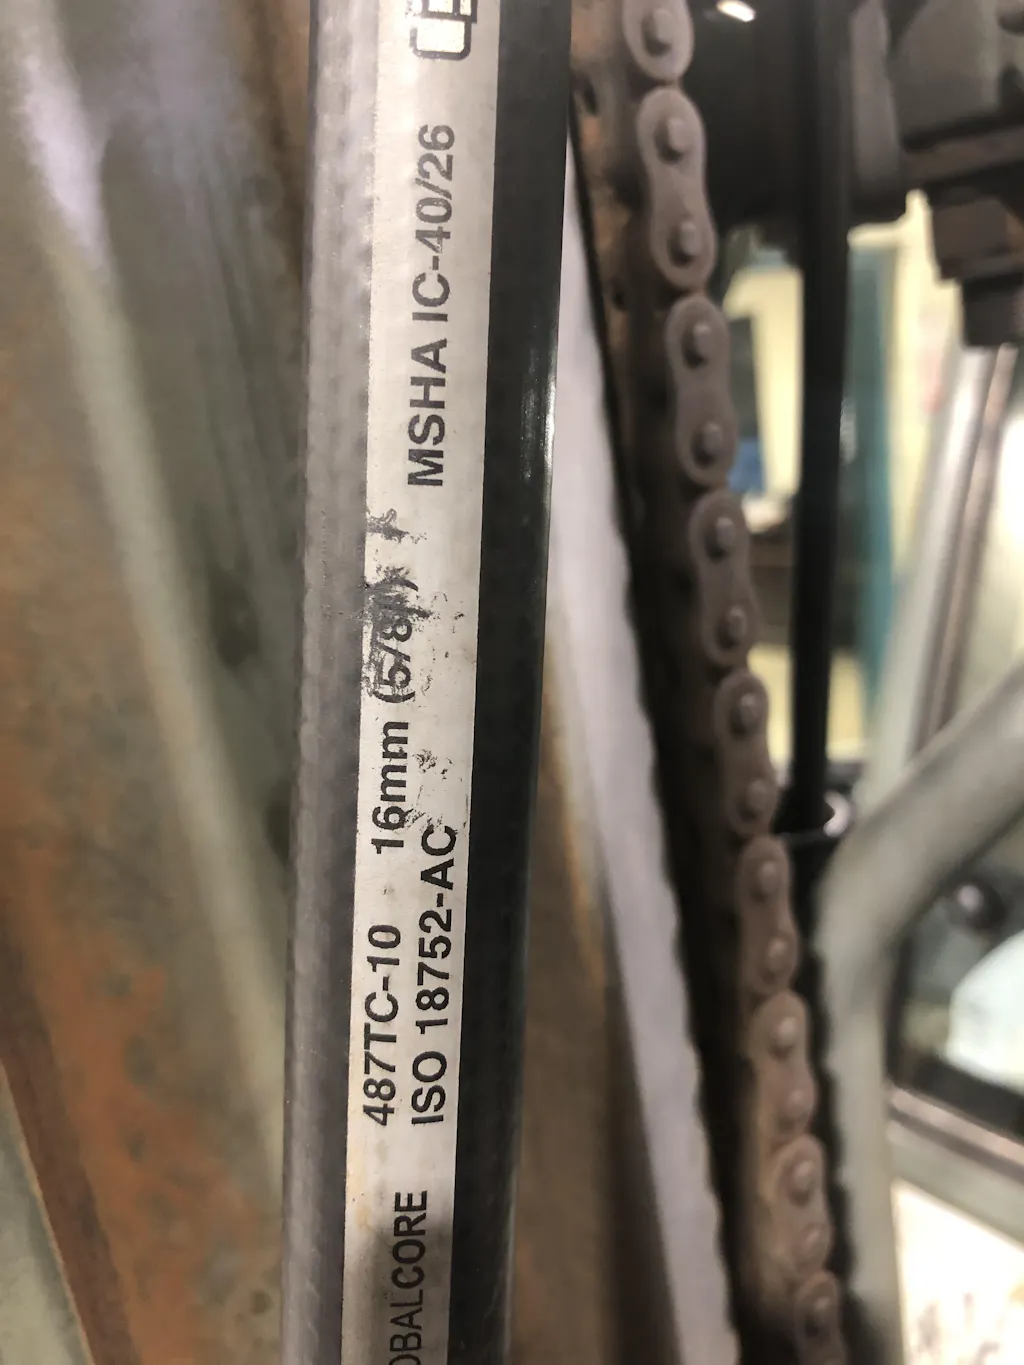 OBALCORE
487TC-10 16mm (5/8")
ISO 18752-AC
MSHA IC-40/26